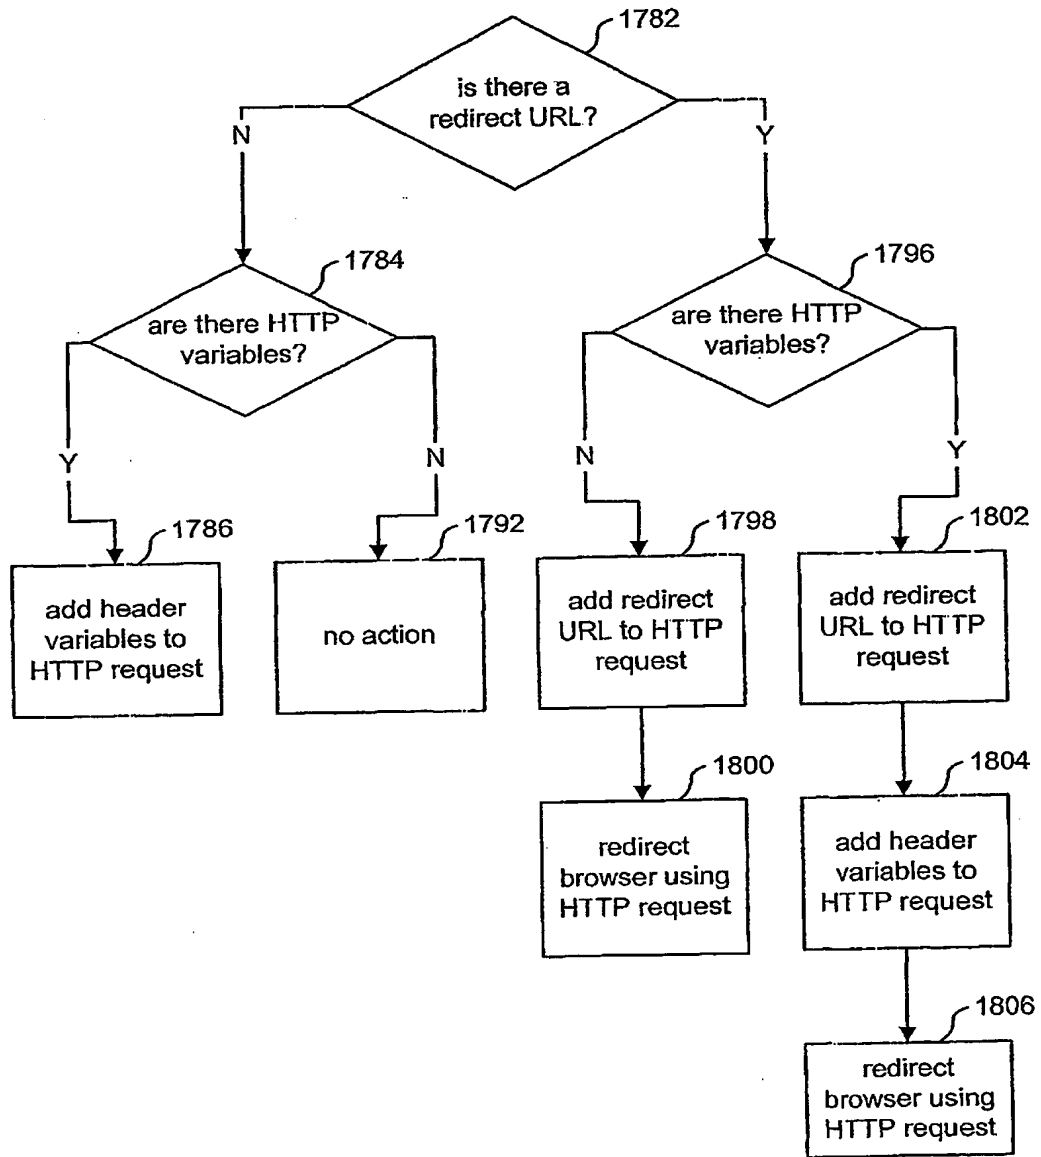 1782
is there a
redirect URL?
N
Y
1784
are there HTTP
variables?
1796
are there HTTP
variables?
Y
N
N
Y
1786
add header
variables to
HTTP request
1792
no action
1798
add redirect
URL to HTTP
request
1802
add redirect
URL to HTTP
request
1800
redirect
browser using
HTTP request
1804
add header
variables to
HTTP request
1806
redirect
browser using
HTTP request